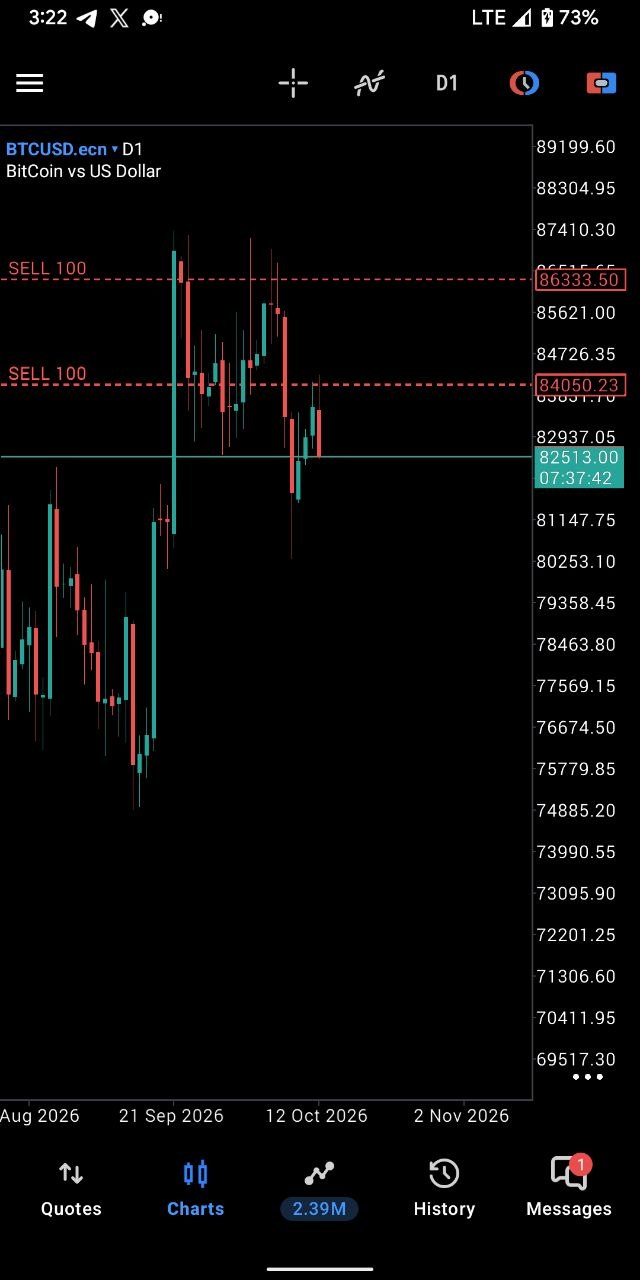 3:22
LTE 73%
D1
BTCUSD.ecn D1
BitCoin vs US Dollar
89199.60
88304.95
87410.30
SELL 100
86333.50
85621.00
84726.35
SELL 100
84050.23
82937.05
82513.00
07:37:42
81147.75
80253.10
79358.45
78463.80
77569.15
76674.50
75779.85
74885.20
73990.55
73095.90
72201.25
71306.60
70411.95
69517.30
Aug 2026 21 Sep 2026 12 Oct 2026 2 Nov 2026
1
2.39M
Quotes Charts History Messages